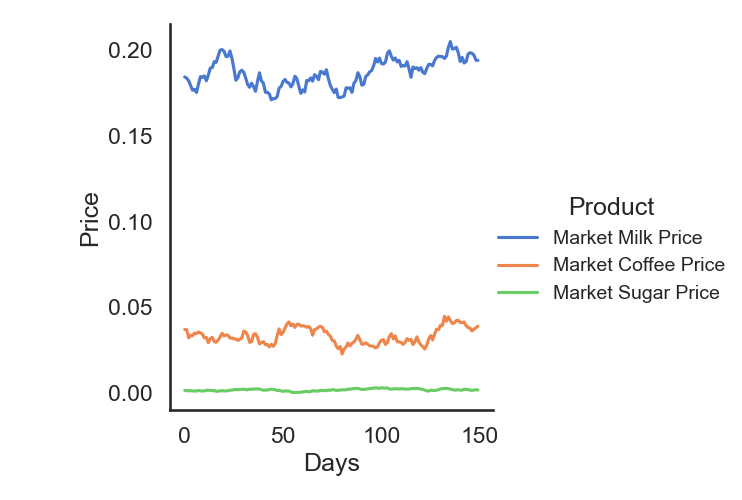 0.20
0.15
0.10
0.05
0.00
Price
0
50
100
150
Days
Product
Market Milk Price
Market Coffee Price
Market Sugar Price